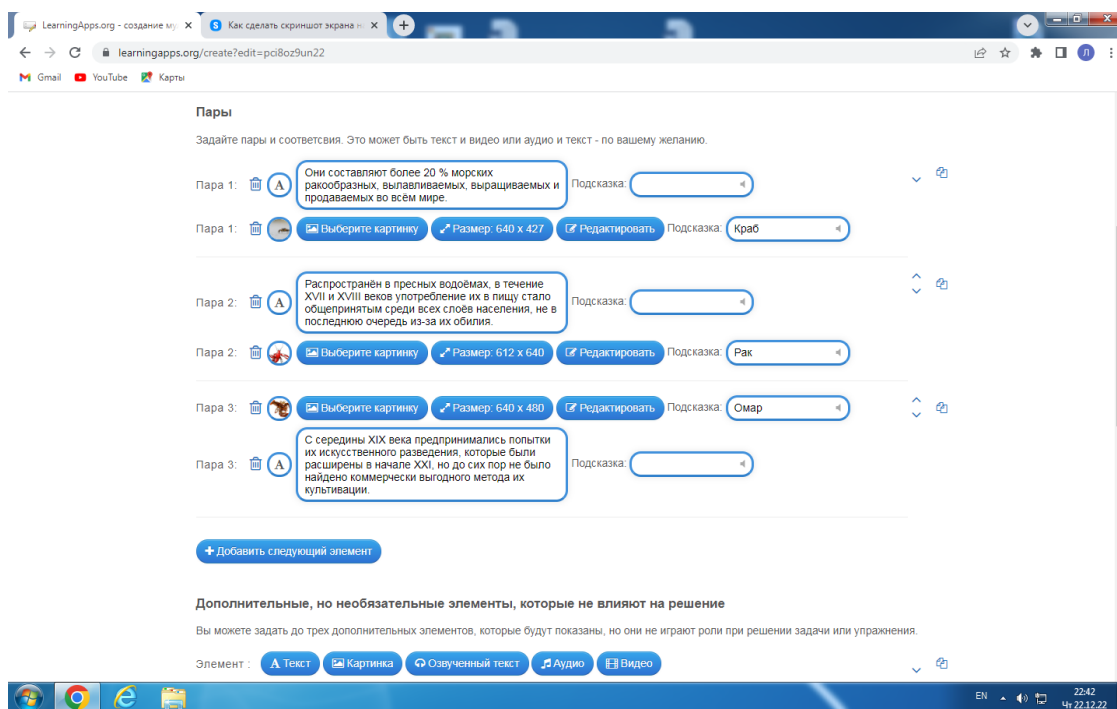 LearningApps.org - создание му
Как сделать скриншот экрана н
learningapps.org/create?edit=pci8oz9un22
Л
Gmail
YouTube
Карты
Пары
Задайте пары и соответсвия. Это может быть текст и видео или аудио и текст - по вашему желанию.
Пара 1: A
Они составляют более 20 % морских
ракообразных, вылавливаемых, выращиваемых и
продаваемых во всём мире.
Подсказка:
Пара 1: Выберите картинку Размер: 640 x 427 Редактировать Подсказка: Краб
Пара 2: A
Распространён в пресных водоёмах, в течение
XVII и XVIII веков употребление их в пищу стало
общепринятым среди всех слоёв населения, не в
последнюю очередь из-за их обилия.
Подсказка:
Пара 2: Выберите картинку Размер: 612 x 640 Редактировать Подсказка: Рак
Пара 3: Выберите картинку Размер: 640 x 480 Редактировать Подсказка: Омар
Пара 3: A
С середины XIX века предпринимались попытки
их искусственного разведения, которые были
расширены в начале XXI, но до сих пор не было
найдено коммерчески выгодного метода их
культивации.
Подсказка:
Добавить следующий элемент
Дополнительные, но необязательные элементы, которые не влияют на решение
Вы можете задать до трех дополнительных элементов, которые будут показаны, но они не играют роли при решении задачи или упражнения.
Элемент : A Текст Картинка Озвученный текст Аудио Видео
EN
22:42
Чт 22.12.22